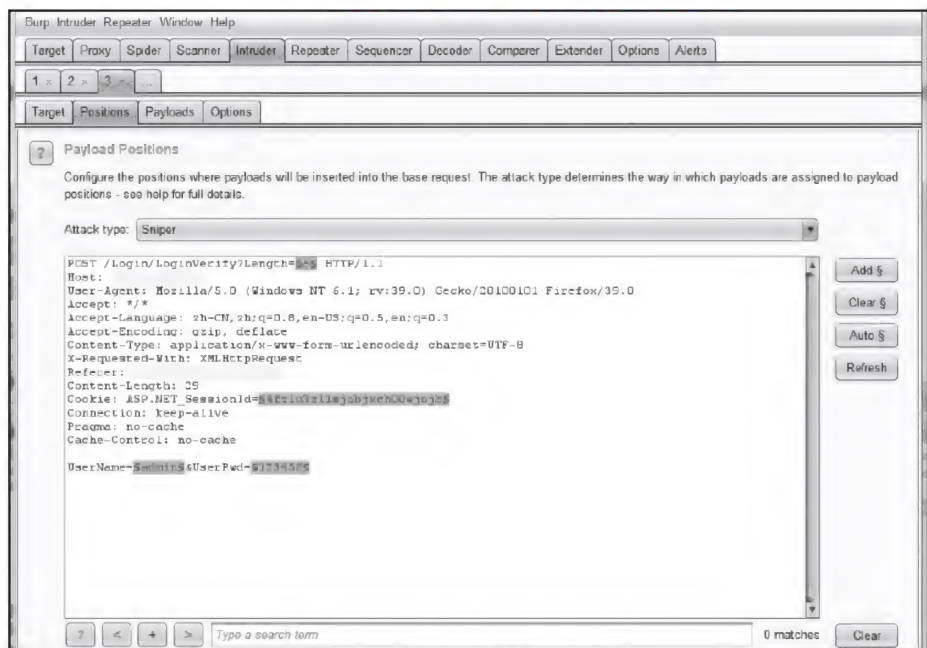 Burp Intruder Repeater Window Help
Target Proxy Spider Scanner Intruder Repeater Sequencer Decoder Comparer Extender Options Alerts
1 × 2 × 3 × ...
Target Positions Payloads Options
? Payload Positions
Configure the positions where payloads will be inserted into the base request. The attack type determines the way in which payloads are assigned to payload
positions - see help for full details.
Attack type: Sniper
POST /Login/LoginVerify?Length= HTTP/1.1
Host:
User-Agent: Mozilla/5.0 (Windows NT 6.1; rv:39.0) Gecko/20100101 Firefox/39.0
Accept: */*
Accept-Language: zh-CN,zh;q=0.8,en-US;q=0.5,en;q=0.3
Accept-Encoding: gzip, deflate
Content-Type: application/x-www-form-urlencoded; charset=UTF-8
X-Requested-With: XMLHttpRequest
Referer:
Content-Length: 29
Cookie: ASP.NET_SessionId=
Connection: keep-alive
Pragma: no-cache
Cache-Control: no-cache
UserName=§admin§&UserPwd=§123456§
Add §
Clear §
Auto §
Refresh
? < + > Type a search term 0 matches Clear